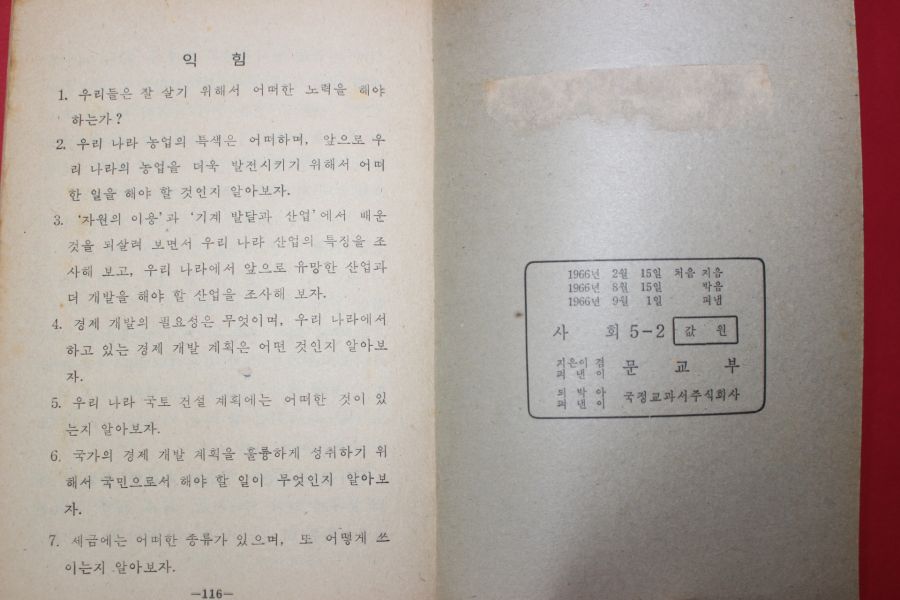 익 힘
1. 우리들은 잘 살기 위해서 어떠한 노력을 해야
하는가?
2. 우리 나라 농업의 특색은 어떠하며, 앞으로 우
리 나라의 농업을 더욱 발전시키기 위해서 어떠
한 일을 해야 할 것인지 알아보자.
3. '자원의 이용'과 '기계 발달과 산업'에서 배운
것을 되살려 보면서 우리 나라 산업의 특징을 조
사해 보고, 우리 나라에서 앞으로 유망한 산업과
더 개발을 해야 할 산업을 조사해 보자.
4. 경제 개발의 필요성은 무엇이며, 우리 나라에서
하고 있는 경제 개발 계획은 어떤 것인지 알아보
자.
5. 우리 나라 국토 건설 계획에는 어떠한 것이 있
는지 알아보자.
6. 국가의 경제 개발 계획을 훌륭하게 성취하기 위
해서 국민으로서 해야 할 일이 무엇인지 알아보
자.
7. 세금에는 어떠한 종류가 있으며, 또 어떻게 쓰
이는지 알아보자.
—116—
1966년 2월 15일 처음 지음
1966년 8월 15일 박음
1966년 9월 1일 펴냄
사 회 5-2 값 원
지은이 겸
펴낸이 문 교 부
되박아
펴낸이 국정교과서주식회사